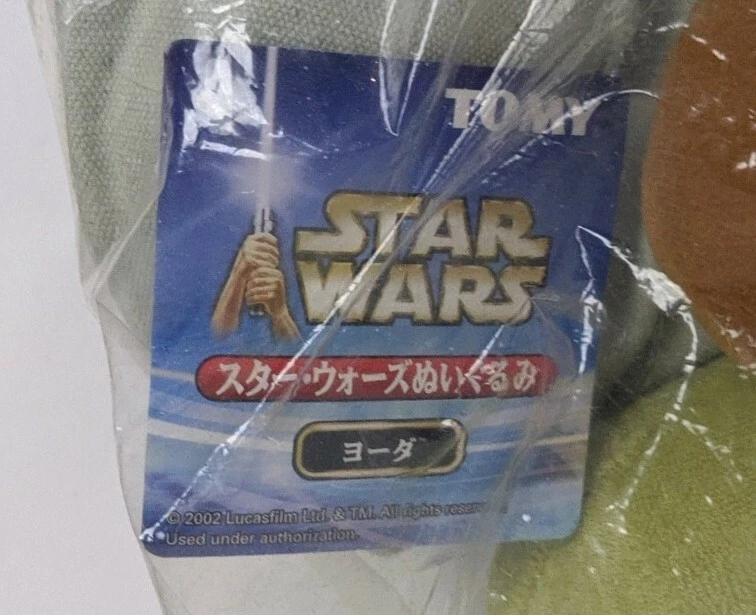 TOMY
STAR
WARS
スター・ウォーズぬいぐるみ
ヨーダ
© 2002 Lucasfilm Ltd. & TM. All rights
Used under authorization.